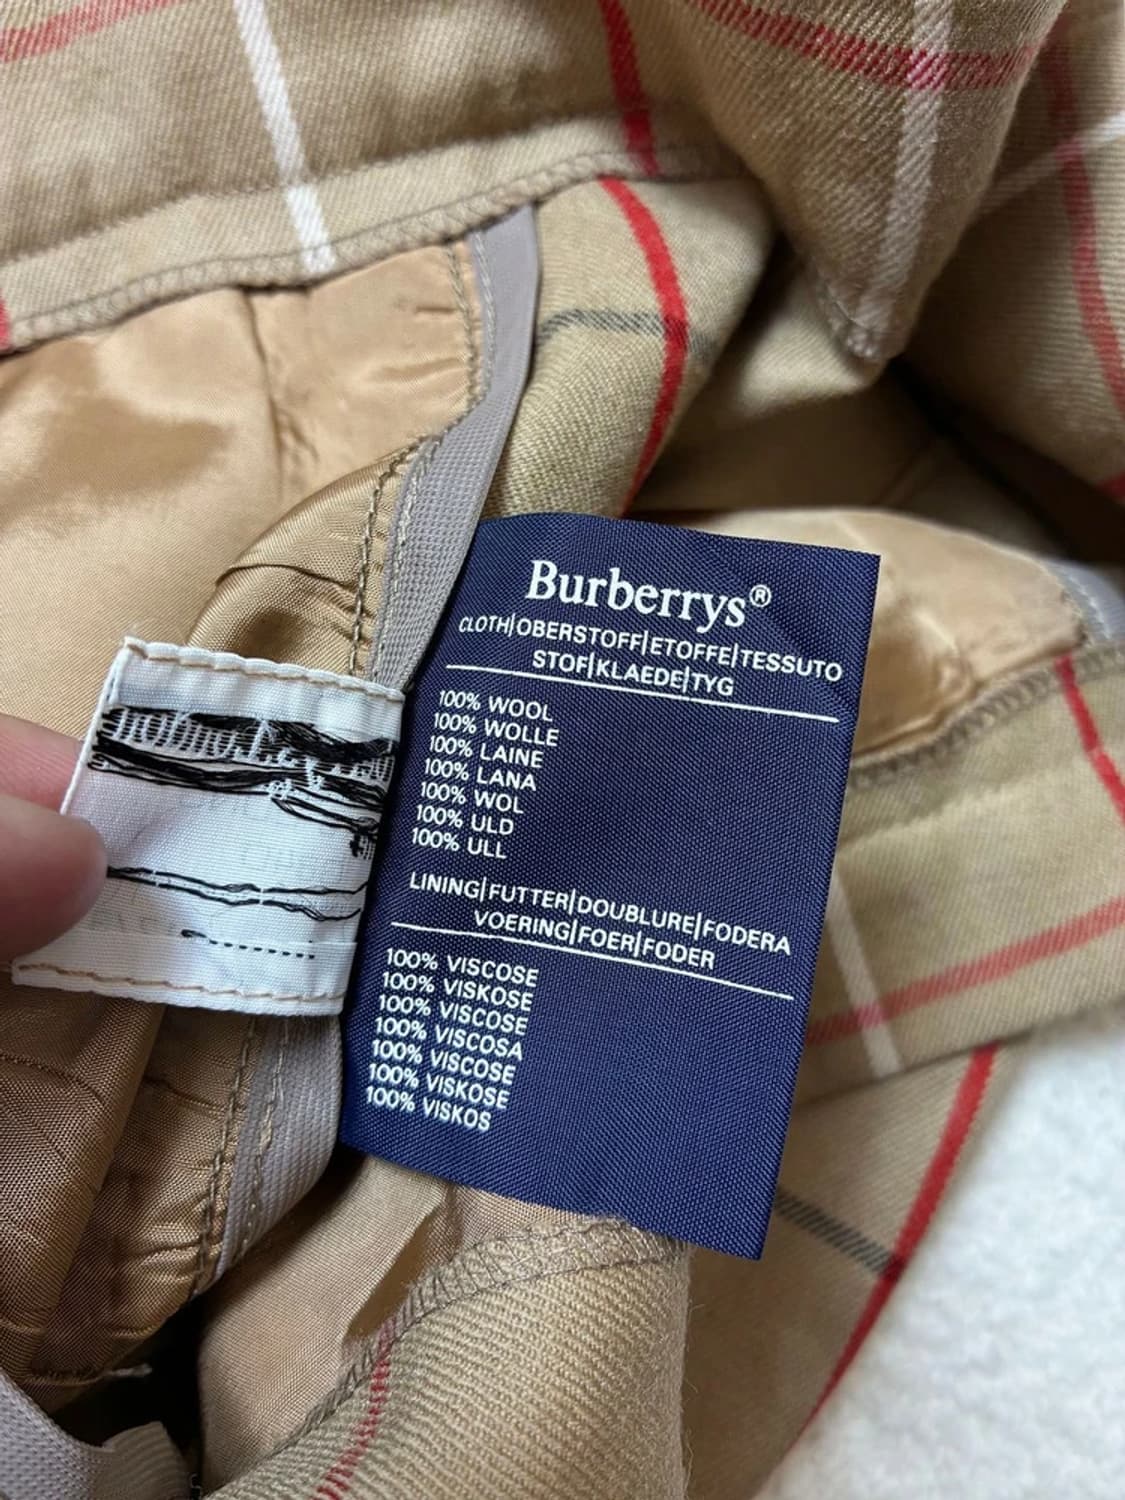 Burberrys®
CLOTH|OBERSTOFF|ETOFFE|TESSUTO
STOF|KLAEDE|TYG
100% WOOL
100% WOLLE
100% LAINE
100% LANA
100% WOL
100% ULD
100% ULL
LINING|FUTTER|DOUBLURE|FODERA
VOERING|FOER|FODER
100% VISCOSE
100% VISKOSE
100% VISCOSE
100% VISCOSA
100% VISCOSE
100% VISKOSE
100% VISKOS